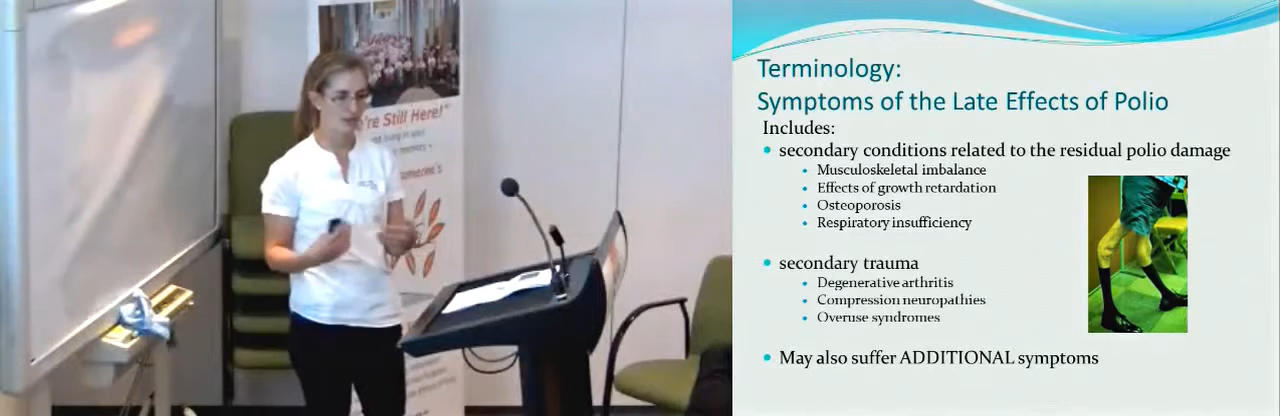 're Still Here!"
Terminology:
Symptoms of the Late Effects of Polio
Includes:
secondary conditions related to the residual polio damage
Musculoskeletal imbalance
Effects of growth retardation
Osteoporosis
Respiratory insufficiency
secondary trauma
Degenerative arthritis
Compression neuropathies
Overuse syndromes
May also suffer ADDITIONAL symptoms